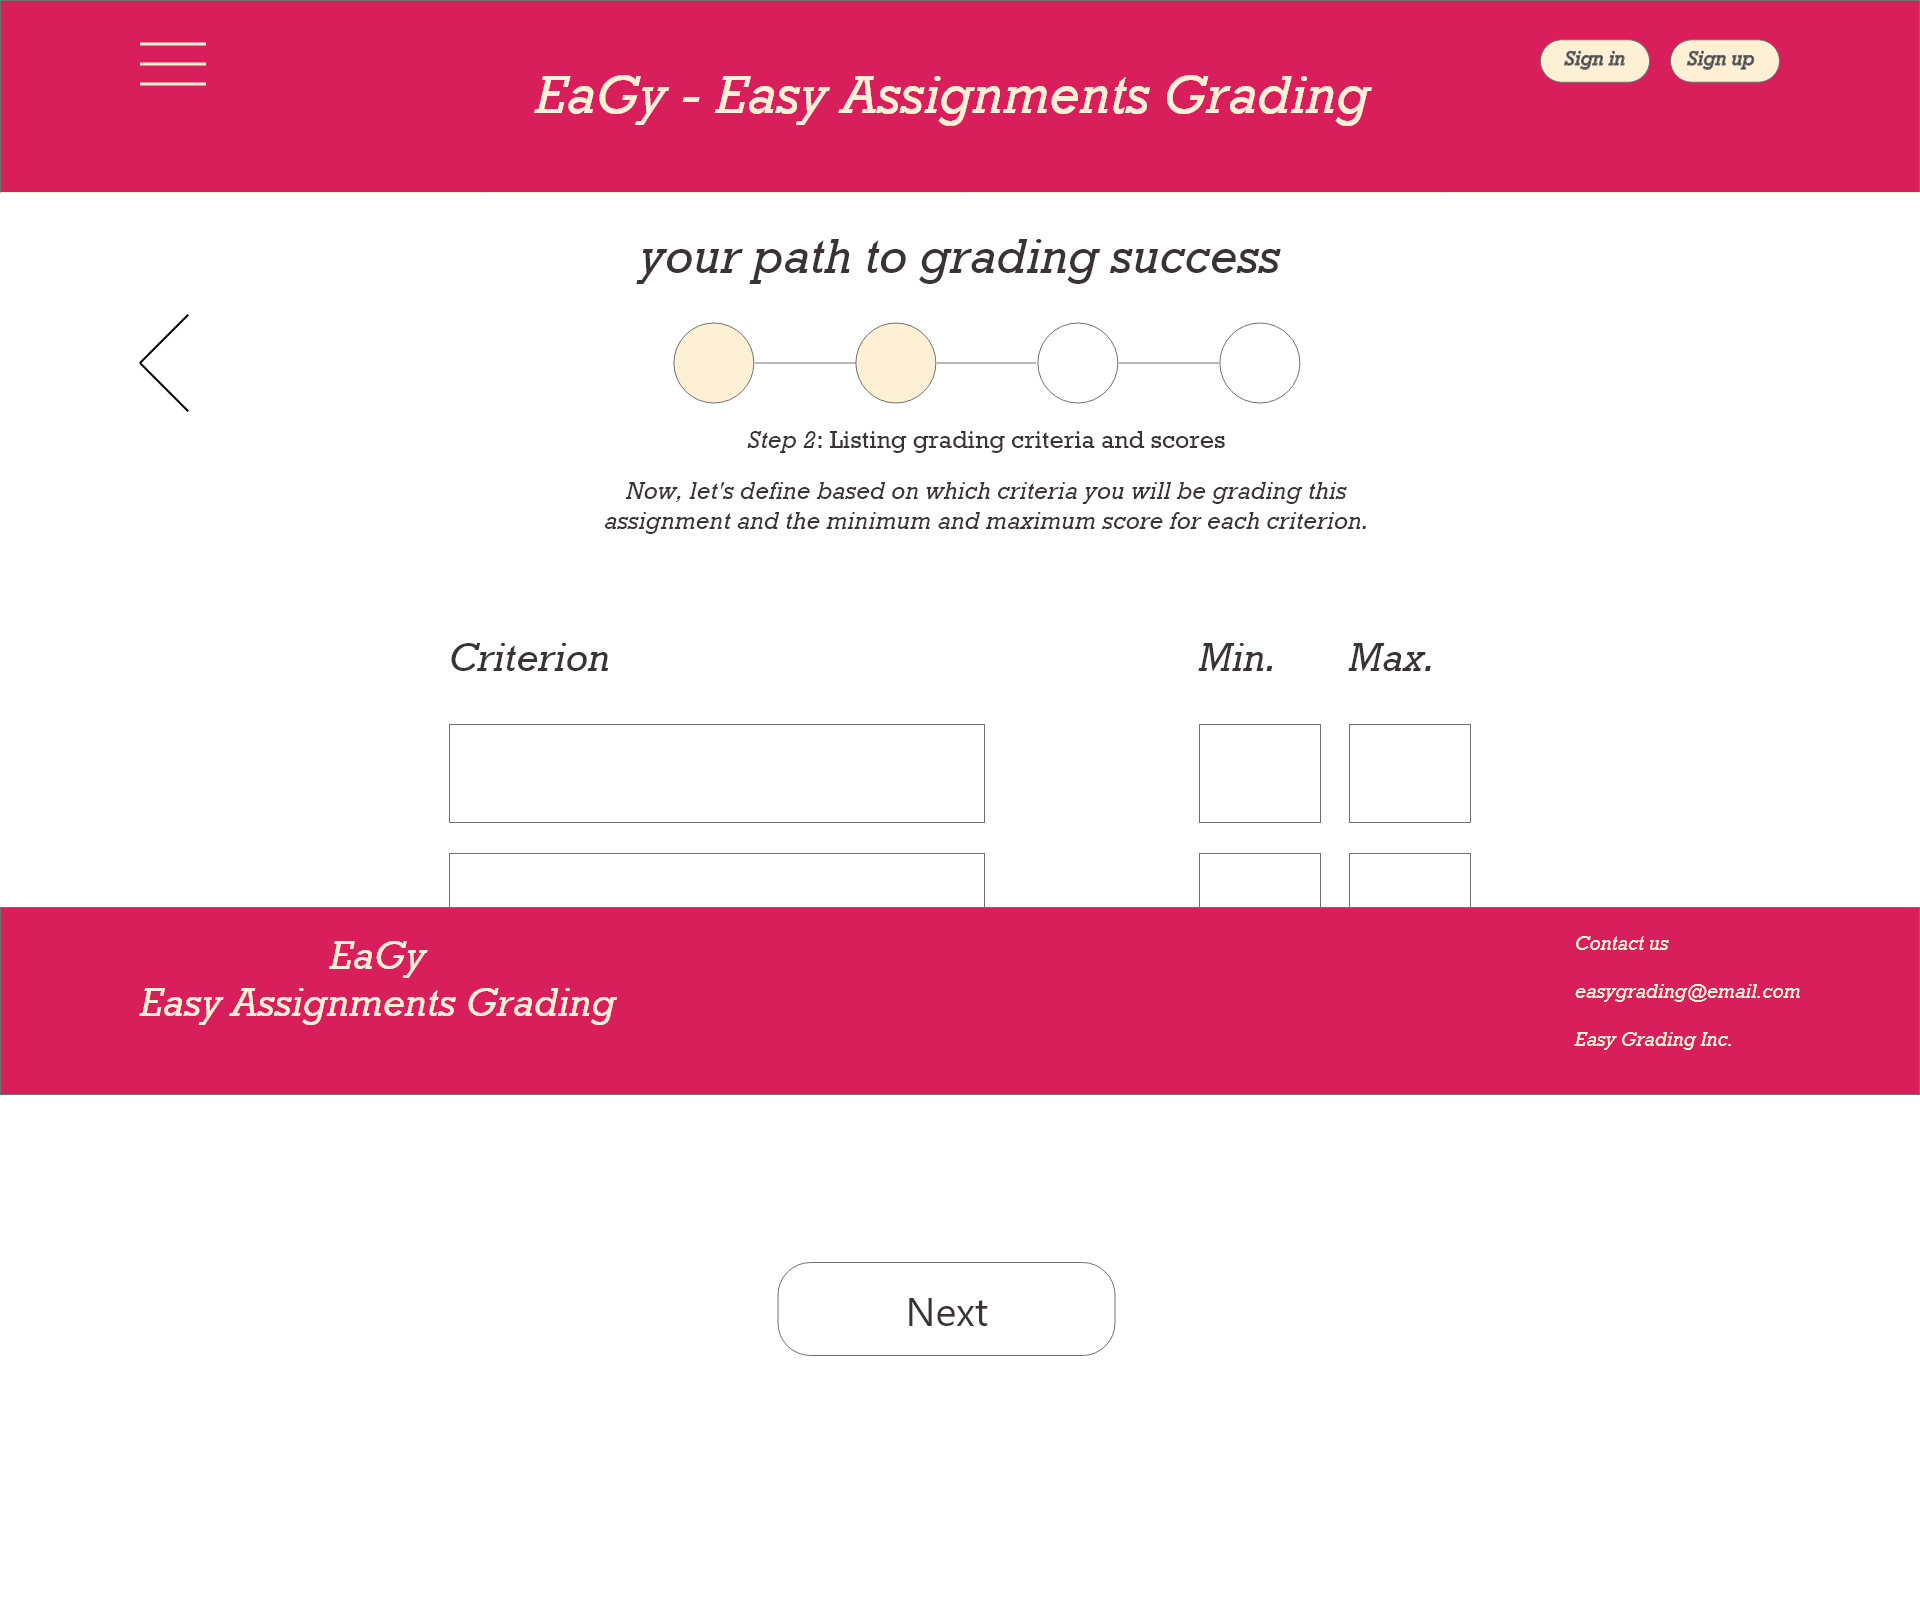 EaGy - Easy Assignments Grading
Sign in
Sign up
your path to grading success
Step 2: Listing grading criteria and scores
Now, let's define based on which criteria you will be grading this
assignment and the minimum and maximum score for each criterion.
Criterion
Min.
Max.
EaGy
Easy Assignments Grading
Contact us
easygrading@email.com
Easy Grading Inc.
Next